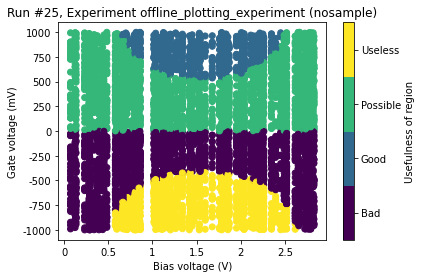 Run #25, Experiment offline_plotting_experiment (nosample)
1000
750
500
250
0
-250
-500
-750
-1000
Gate voltage (mV)
0
0.5
1
1.5
2
2.5
Bias voltage (V)
Useless
Possible
Good
Bad
Usefulness of region